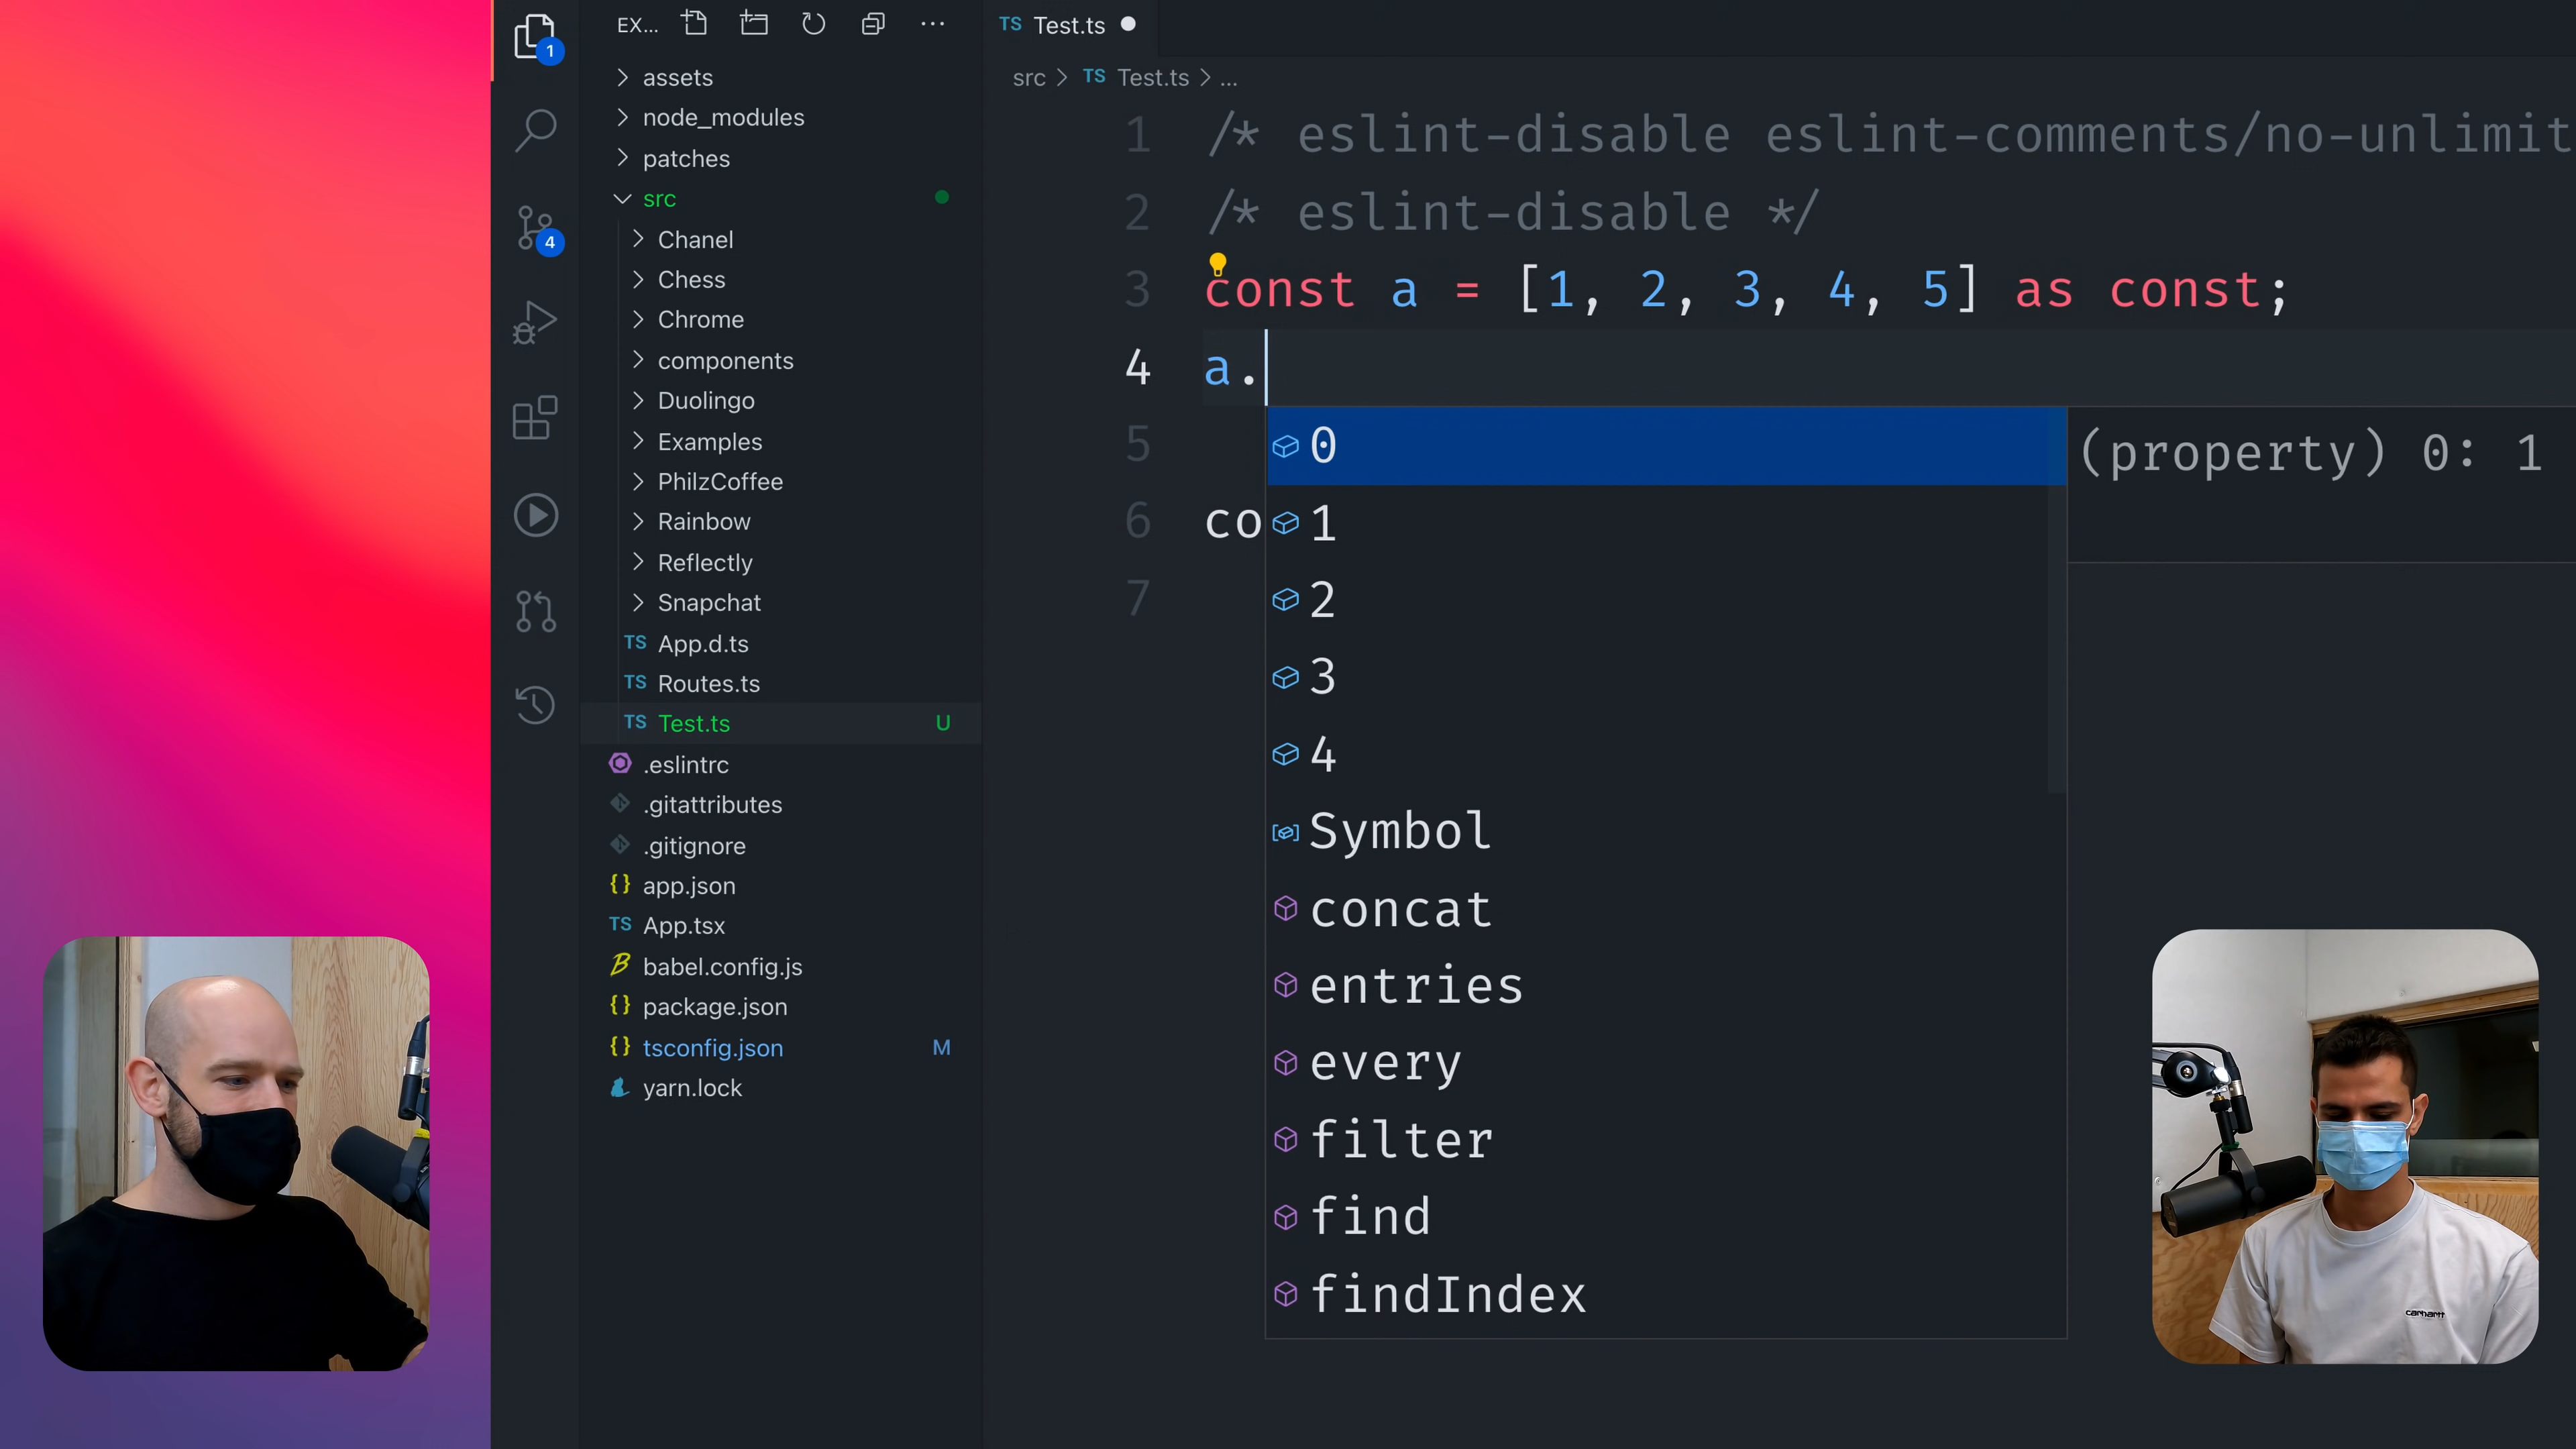 1
4
EX... ...
assets
node_modules
patches
src
Chanel
Chess
Chrome
components
Duolingo
Examples
PhilzCoffee
Rainbow
Reflectly
Snapchat
TS App.d.ts
TS Routes.ts
TS Test.ts U
.eslintrc
.gitattributes
.gitignore
{} app.json
TS App.tsx
babel.config.js
{} package.json
{} tsconfig.json M
yarn.lock
TS Test.ts
src > TS Test.ts > ...
1 /* eslint-disable eslint-comments/no-unlimit
2 /* eslint-disable */
3 const a = [1, 2, 3, 4, 5] as const;
4 a.
5
6 co
7
0
(property) 0: 1
1
2
3
4
Symbol
concat
entries
every
filter
find
findIndex
carhartt